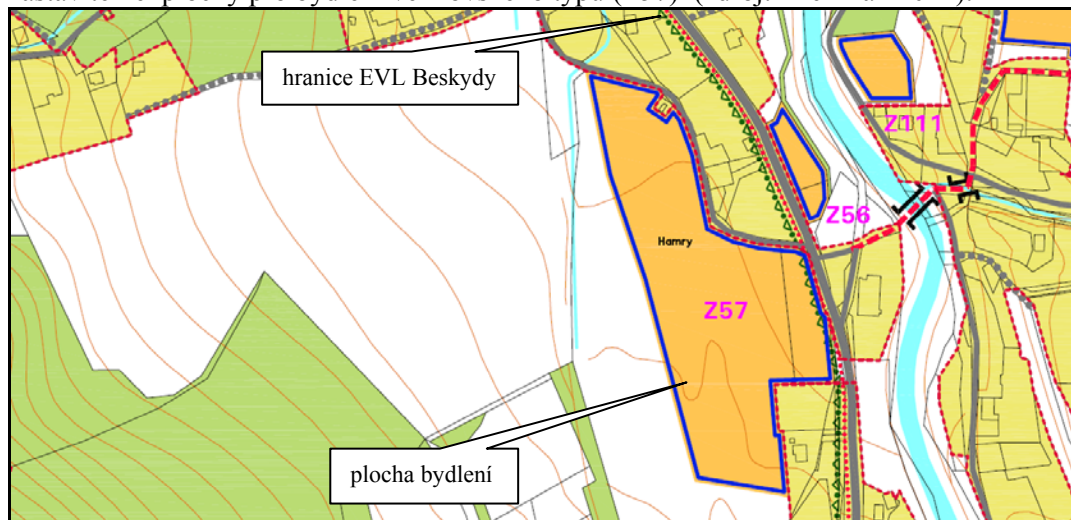 hranice EVL Beskydy
Z111
Z56
Hamry
Z57
plocha bydlení